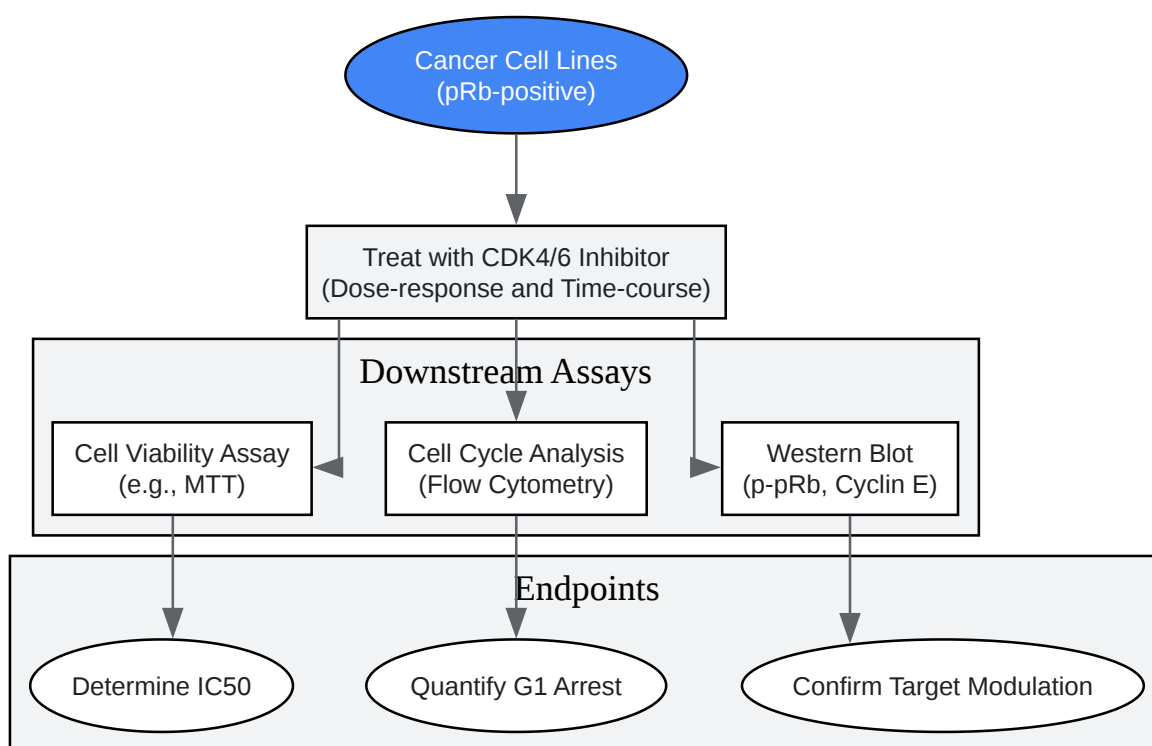 Cancer Cell Lines
(pRb-positive)
Treat with CDK4/6 Inhibitor
(Dose-response and Time-course)
Downstream Assays
Cell Viability Assay
(e.g., MTT)
Cell Cycle Analysis
(Flow Cytometry)
Western Blot
(p-pRb, Cyclin E)
Endpoints
Determine IC50
Quantify G1 Arrest
Confirm Target Modulation